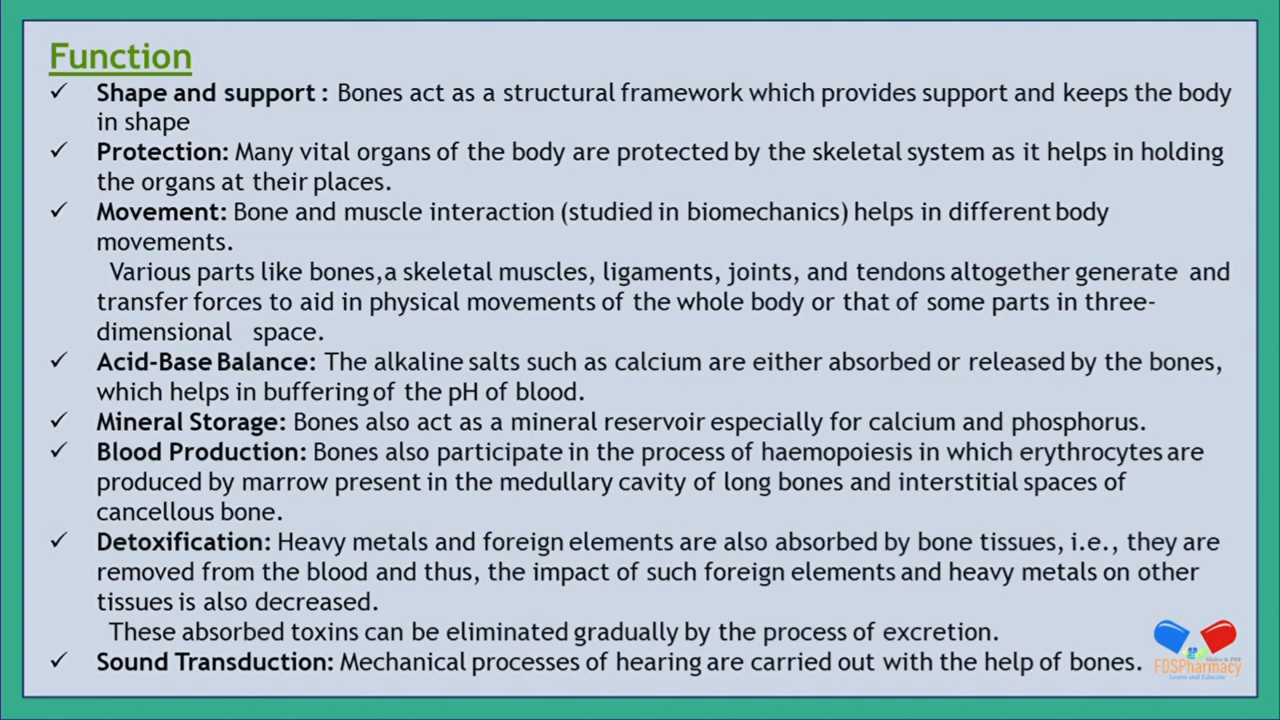 Function
✓ Shape and support : Bones act as a structural framework which provides support and keeps the body
in shape
✓ Protection: Many vital organs of the body are protected by the skeletal system as it helps in holding
the organs at their places.
✓ Movement: Bone and muscle interaction (studied in biomechanics) helps in different body
movements.
Various parts like bones,a skeletal muscles, ligaments, joints, and tendons altogether generate and
transfer forces to aid in physical movements of the whole body or that of some parts in three-
dimensional space.
✓ Acid-Base Balance: The alkaline salts such as calcium are either absorbed or released by the bones,
which helps in buffering of the pH of blood.
✓ Mineral Storage: Bones also act as a mineral reservoir especially for calcium and phosphorus.
✓ Blood Production: Bones also participate in the process of haemopoiesis in which erythrocytes are
produced by marrow present in the medullary cavity of long bones and interstitial spaces of
cancellous bone.
✓ Detoxification: Heavy metals and foreign elements are also absorbed by bone tissues, i.e., they are
removed from the blood and thus, the impact of such foreign elements and heavy metals on other
tissues is also decreased.
These absorbed toxins can be eliminated gradually by the process of excretion.
✓ Sound Transduction: Mechanical processes of hearing are carried out with the help of bones.
FDSPharmacy
Learn and Educate